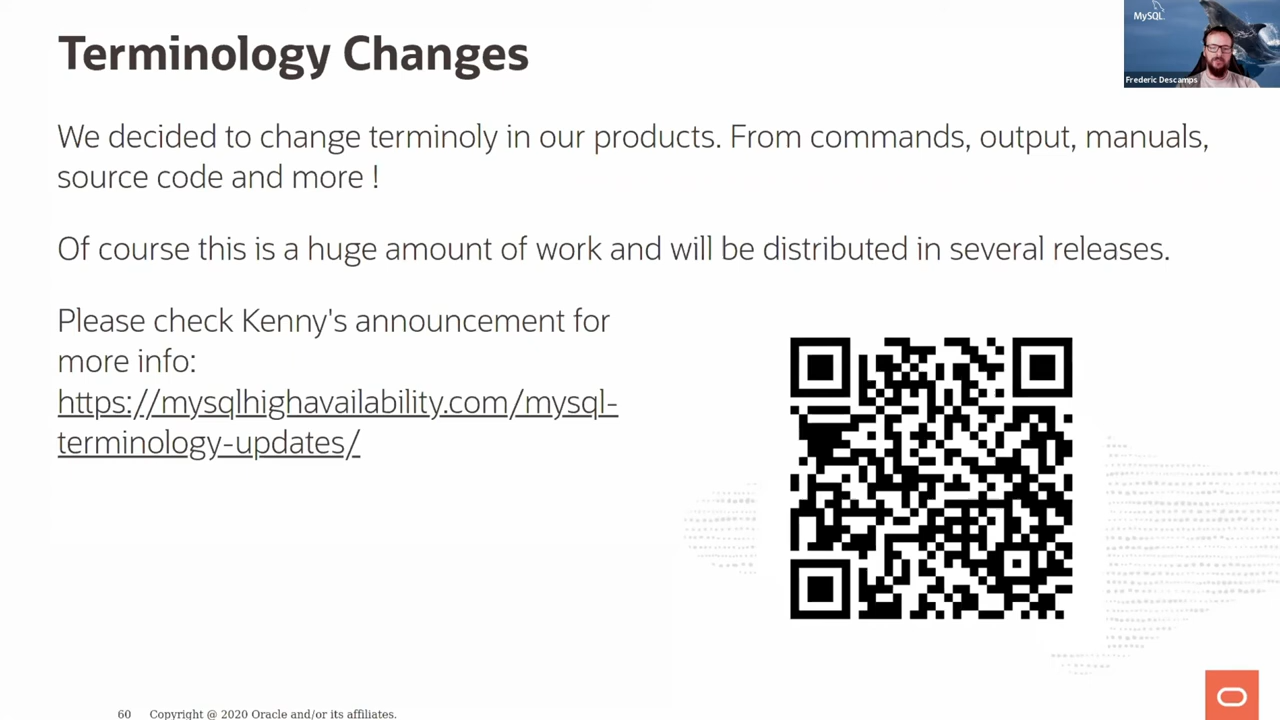 Terminology Changes
MySQL
Frederic Descamps
We decided to change terminoly in our products. From commands, output, manuals,
source code and more !
Of course this is a huge amount of work and will be distributed in several releases.
Please check Kenny's announcement for
more info:
https://mysqlhighavailability.com/mysql-
terminology-updates/
60 Copyright @ 2020 Oracle and/or its affiliates.